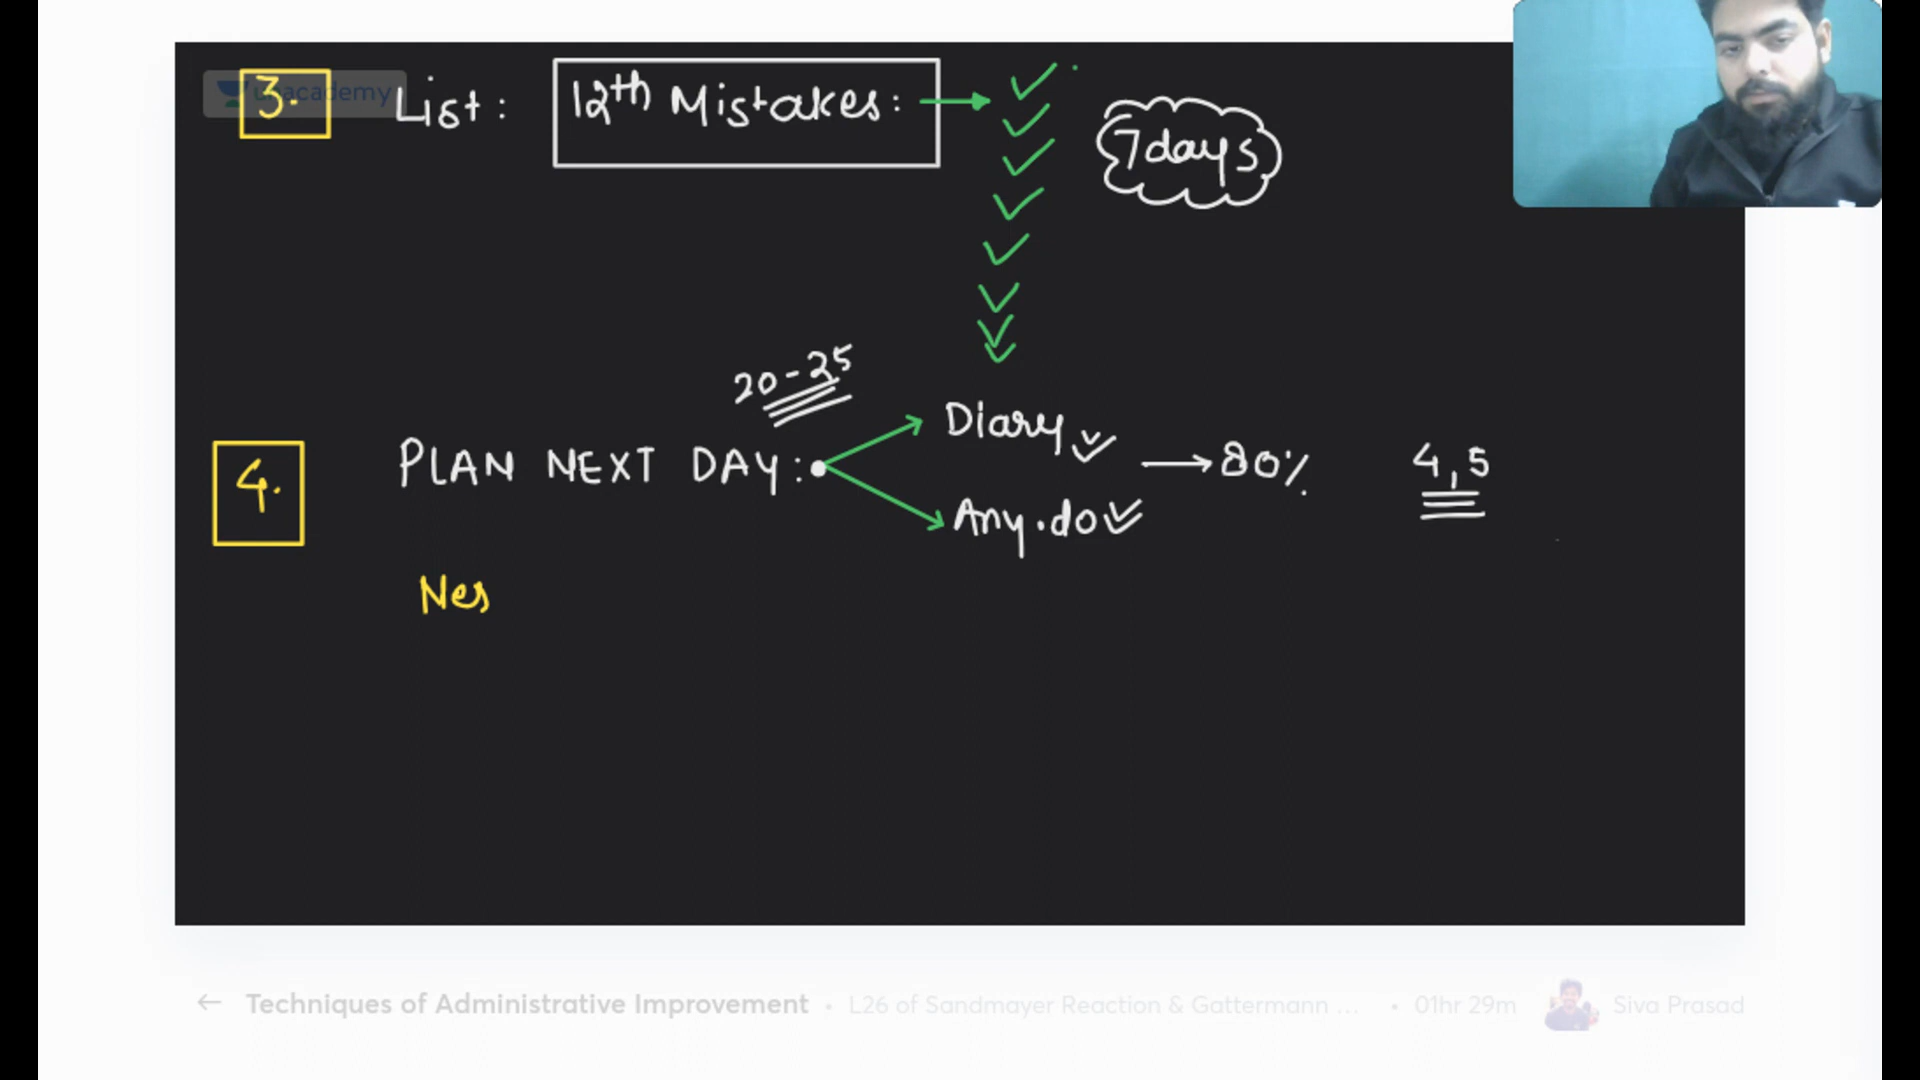 3. List : 12th Mistakes :
unacademy
7days
20-25
PLAN NEXT DAY :
4.
Diary
Any.do
80%.
4,5
Nes
Techniques of Administrative Improvement • L26 of Sandmayer Reaction & Gattermann ... • 01hr 29m Siva Prasad